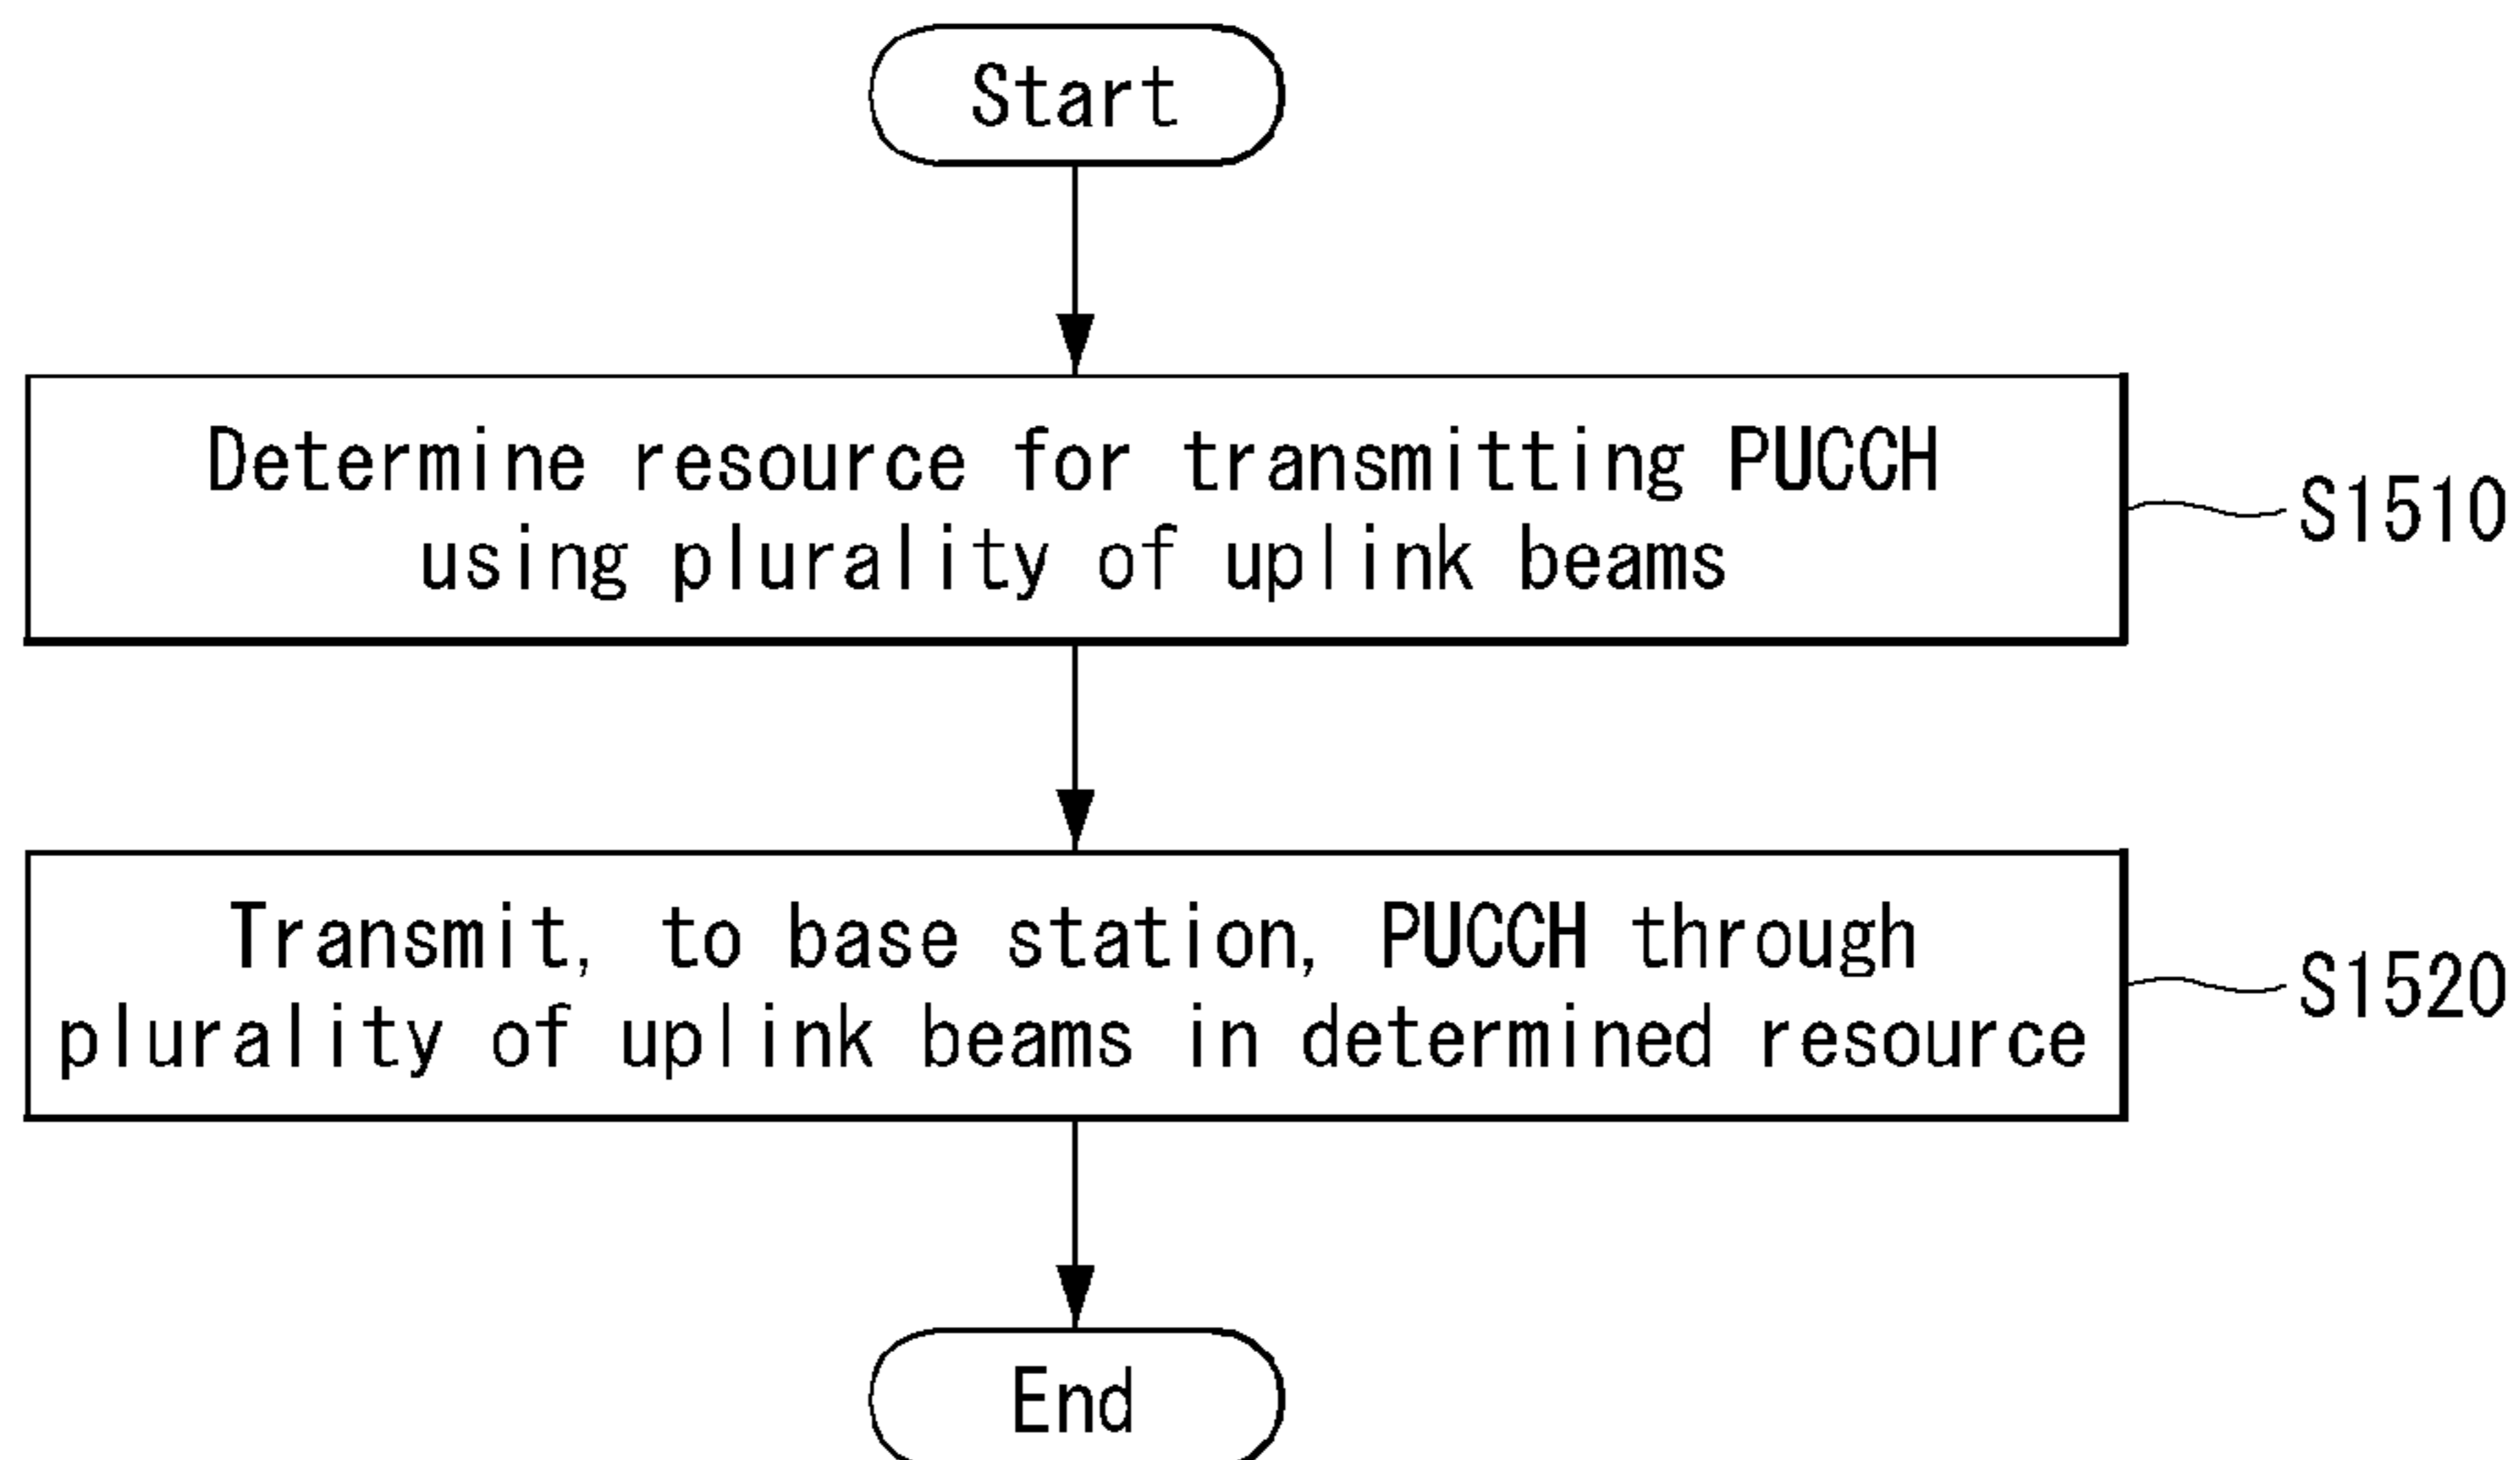 Start
Determine resource for transmitting PUCCH
using plurality of uplink beams
S1510
Transmit, to base station, PUCCH through
plurality of uplink beams in determined resource
S1520
End